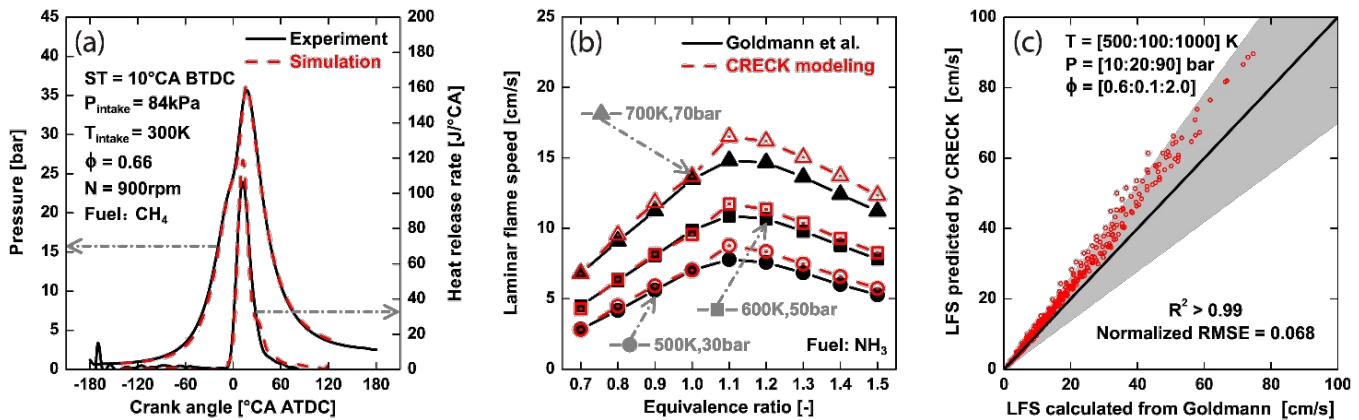 (a)
Experiment
Simulation
ST = 10°CA BTDC
P_intake = 84kPa
T_intake = 300K
ϕ = 0.66
N = 900rpm
Fuel: CH₄
Pressure [bar]
45
40
35
30
25
20
15
10
5
0
Heat release rate [J/°CA]
200
180
160
140
120
100
80
60
40
20
0
-180 -120 -60 0 60 120 180
Crank angle [°CA ATDC]
(b)
Goldmann et al.
CRECK modeling
700K,70bar
600K,50bar
500K,30bar
Fuel: NH₃
Laminar flame speed [cm/s]
25
20
15
10
5
0
0.7 0.8 0.9 1.0 1.1 1.2 1.3 1.4 1.5
Equivalence ratio [-]
(c)
T = [500:100:1000] K
P = [10:20:90] bar
ϕ = [0.6:0.1:2.0]
R² > 0.99
Normalized RMSE = 0.068
LFS predicted by CRECK [cm/s]
100
80
60
40
20
0
0 20 40 60 80 100
LFS calculated from Goldmann [cm/s]